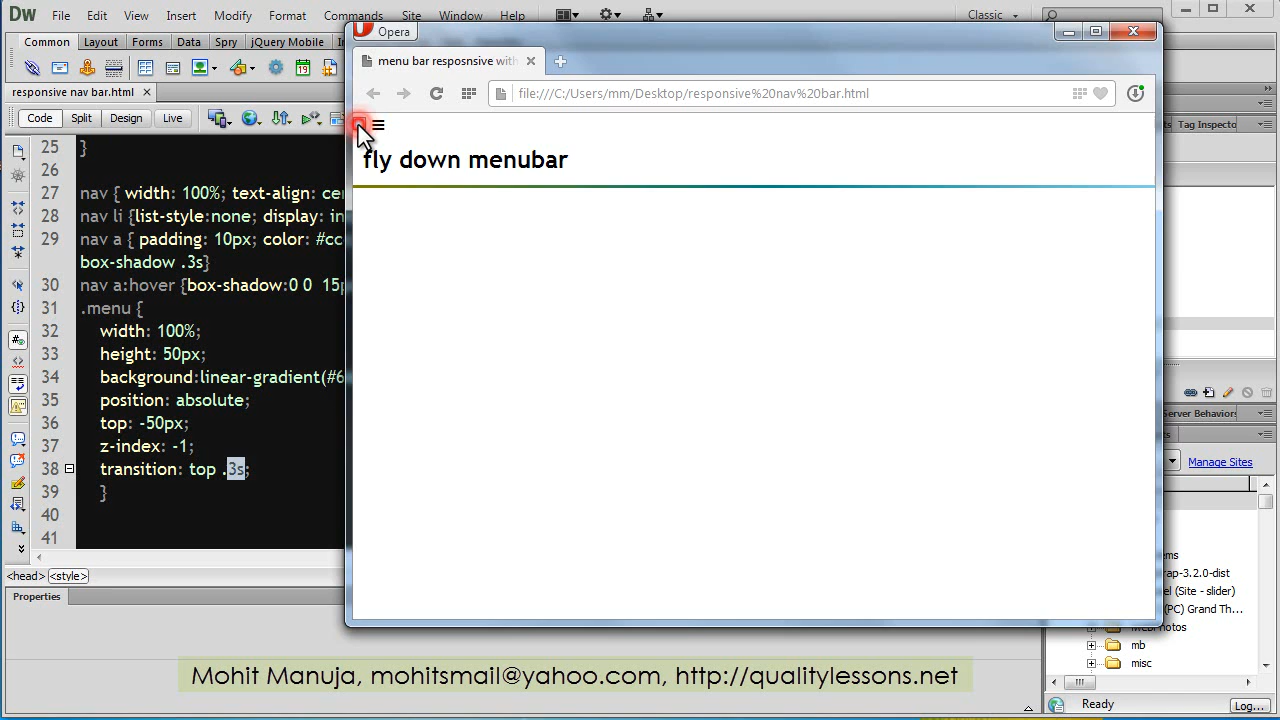 Dw File Edit View Insert Modify Format Commands Site Window Help Classic
Common Layout Forms Data Spry jQuery Mobile
responsive nav bar.html
Code Split Design Live
25 }
26
27 nav { width: 100%; text-align: cen
28 nav li {list-style:none; display: in
29 nav a { padding: 10px; color: #cc
box-shadow .3s}
30 nav a:hover {box-shadow:0 0 15p
31 .menu {
32 width: 100%;
33 height: 50px;
34 background:linear-gradient(#6
35 position: absolute;
36 top: -50px;
37 z-index: -1;
38 transition: top .3s;
39 }
40
41
<head> <style>
Properties
Opera
menu bar resposnsive with
file:///C:/Users/mm/Desktop/responsive%20nav%20bar.html
≡
fly down menubar
Tag Inspecto
Server Behaviors
Manage Sites
ems
rap-3.2.0-dist
el (Site - slider)
(PC) Grand Th...
mb
misc
Ready Log...
Mohit Manuja, mohitsmail@yahoo.com, http://qualitylessons.net